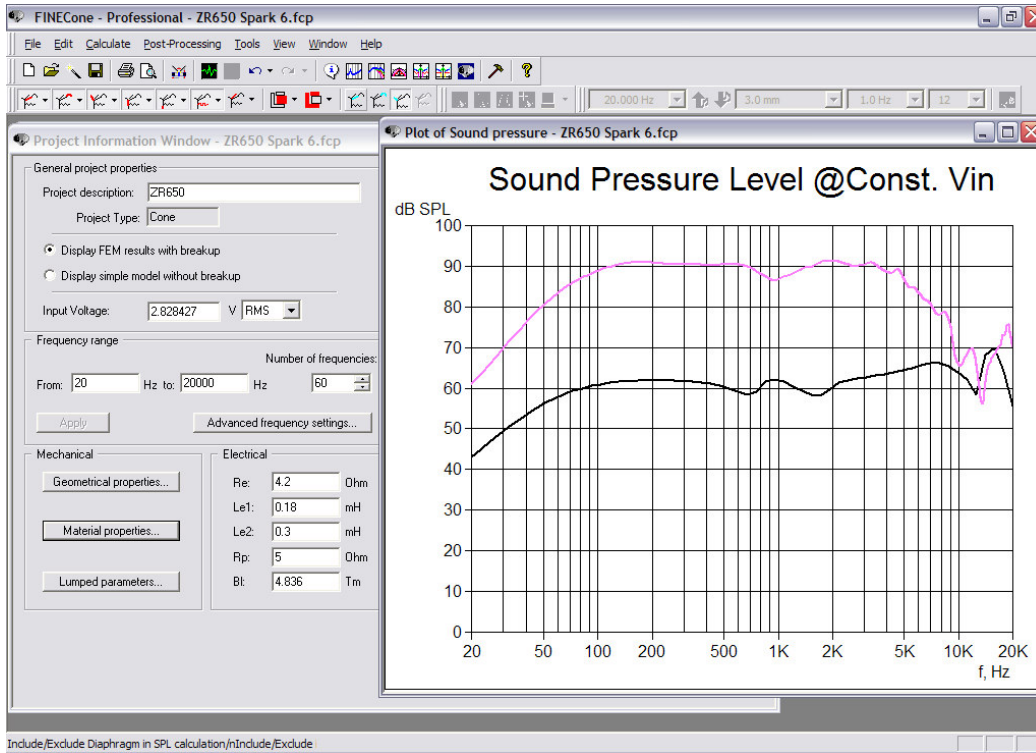 FINECone - Professional - ZR650 Spark 6.fcp
File Edit Calculate Post-Processing Tools View Window Help
20.000 Hz 3.0 mm 1.0 Hz 12
Project Information Window - ZR650 Spark 6.fcp
General project properties
Project description: ZR650
Project Type: Cone
Display FEM results with breakup
Display simple model without breakup
Input Voltage: 2.828427 V RMS
Frequency range
Number of frequencies:
From: 20 Hz to: 20000 Hz 60
Apply Advanced frequency settings...
Mechanical
Geometrical properties...
Material properties...
Lumped parameters...
Electrical
Re: 4.2 Ohm
Le1: 0.18 mH
Le2: 0.3 mH
Rp: 5 Ohm
Bl: 4.836 Tm
Plot of Sound pressure - ZR650 Spark 6.fcp
Sound Pressure Level @Const. Vin
dB SPL
100
90
80
70
60
50
40
30
20
10
0
20 50 100 200 500 1K 2K 5K 10K 20K
f, Hz
Include/Exclude Diaphragm in SPL calculation/nInclude/Exclude